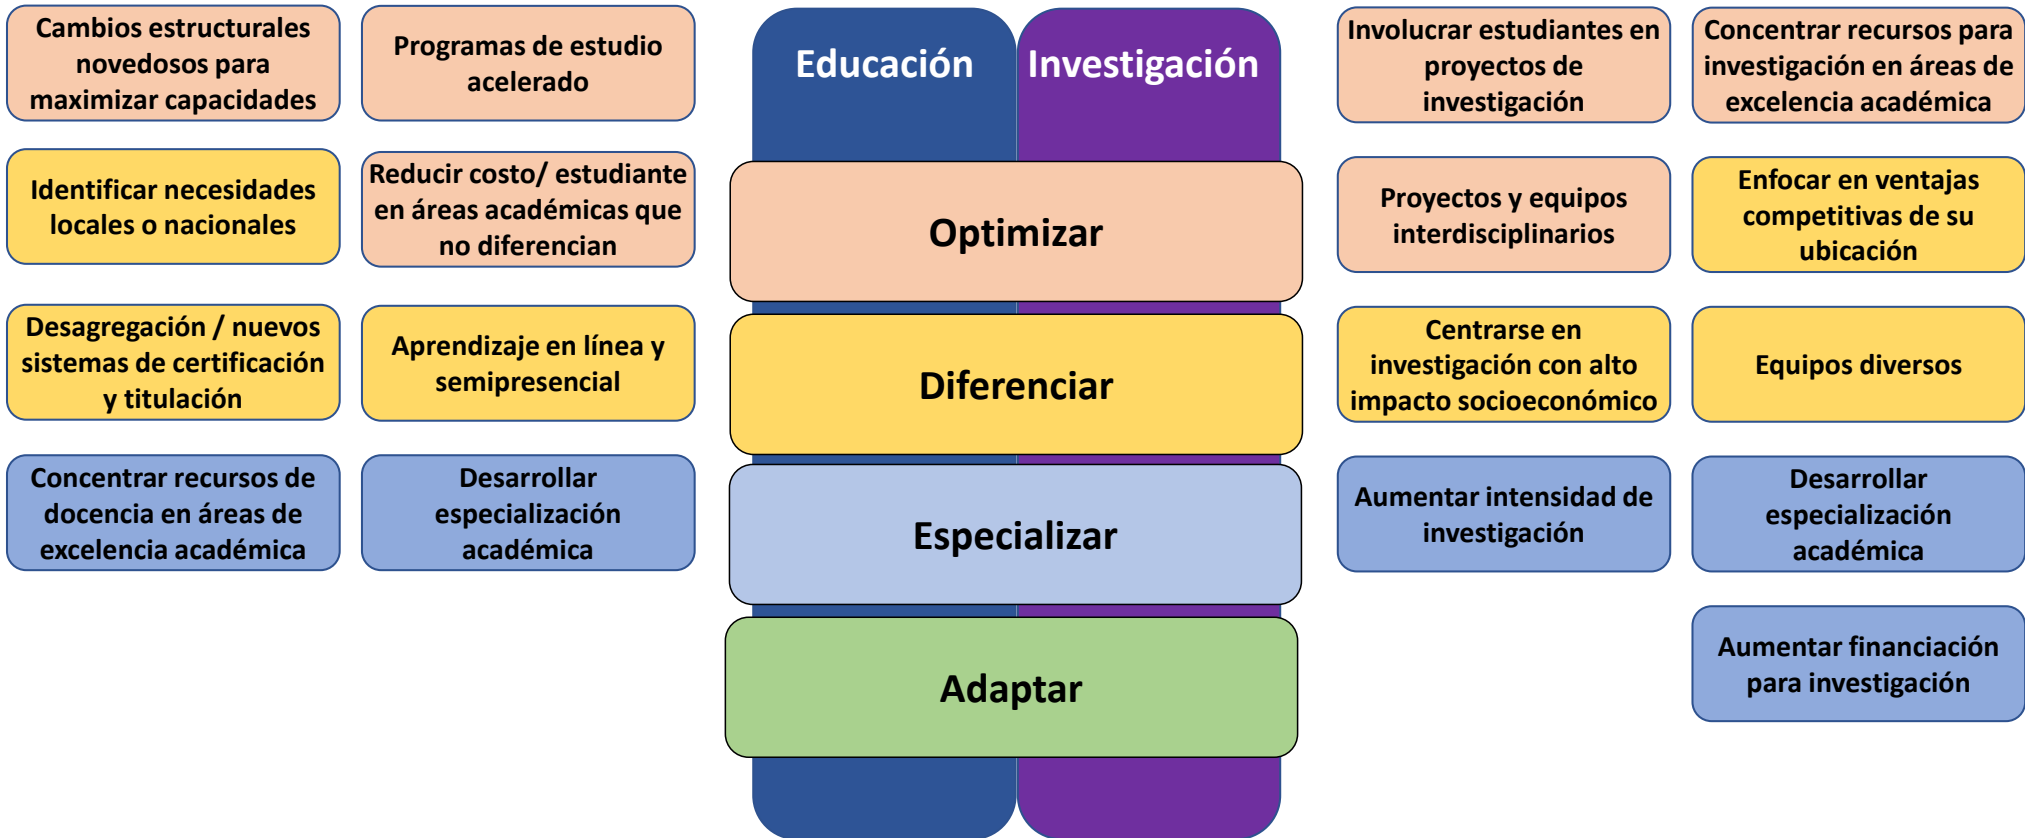 Cambios estructurales
novedosos para
maximizar capacidades
Programas de estudio
acelerado
Identificar necesidades
locales o nacionales
Reducir costo/ estudiante
en áreas académicas que
no diferencian
Desagregación / nuevos
sistemas de certificación
y titulación
Aprendizaje en línea y
semipresencial
Concentrar recursos de
docencia en áreas de
excelencia académica
Desarrollar
especialización
académica
Educación
Investigación
Optimizar
Diferenciar
Especializar
Adaptar
Involucrar estudiantes en
proyectos de
investigación
Concentrar recursos para
investigación en áreas de
excelencia académica
Proyectos y equipos
interdisciplinarios
Enfocar en ventajas
competitivas de su
ubicación
Centrarse en
investigación con alto
impacto socioeconómico
Equipos diversos
Aumentar intensidad de
investigación
Desarrollar
especialización
académica
Aumentar financiación
para investigación